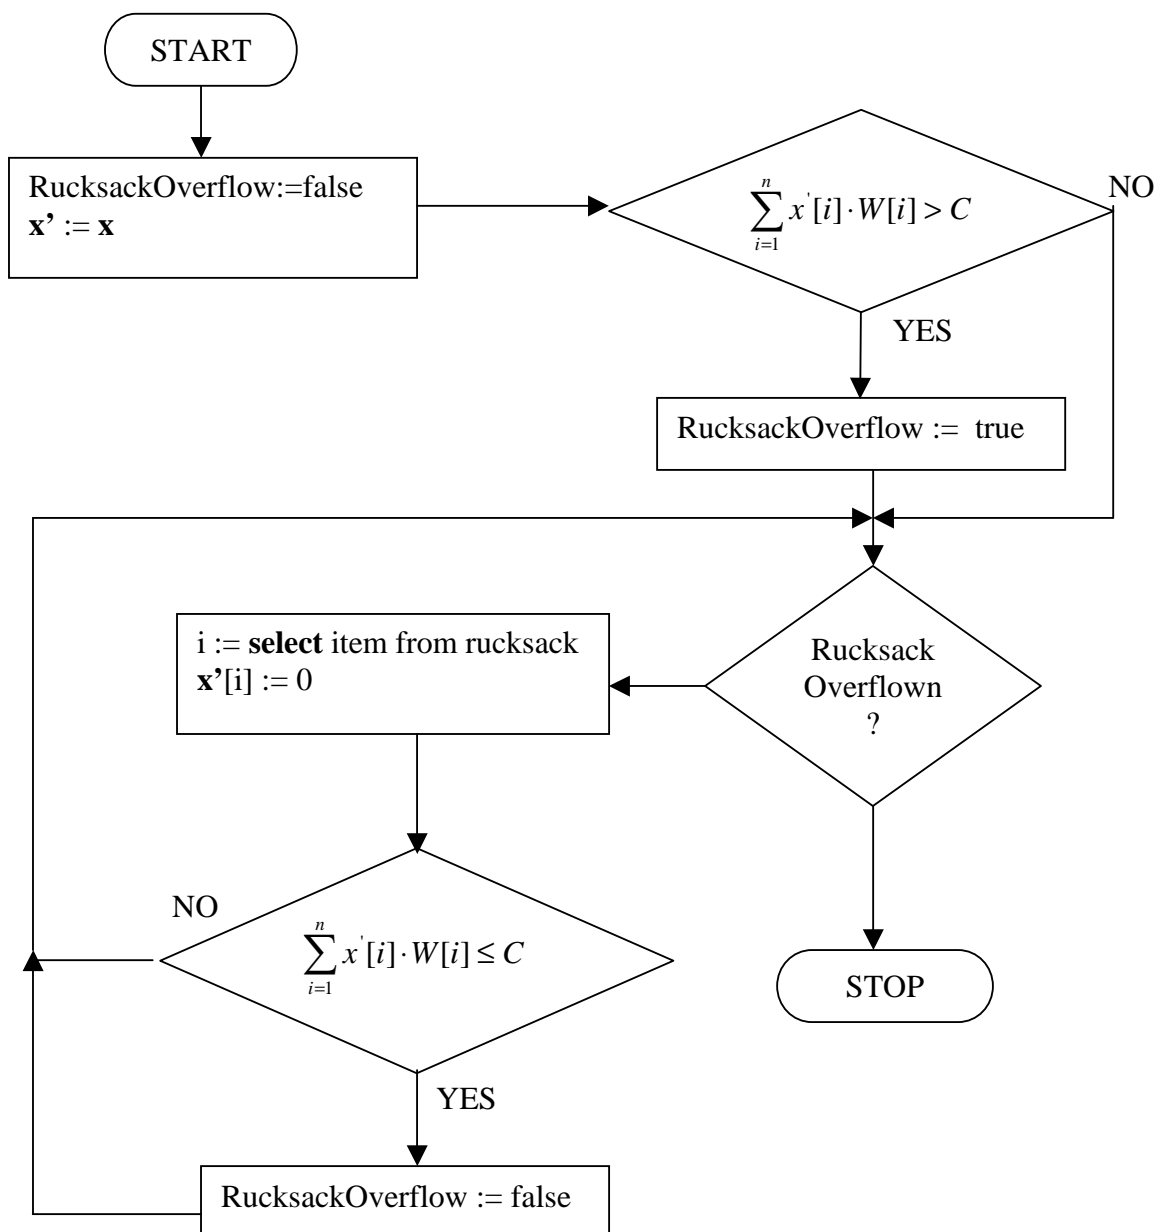 START
RucksackOverflow:=false
x’ := x
n
∑ x'[i]·W[i] > C
i=1
NO
YES
RucksackOverflow := true
Rucksack
Overflown
?
i := select item from rucksack
x’[i] := 0
NO
n
∑ x'[i]·W[i] ≤ C
i=1
STOP
YES
RucksackOverflow := false